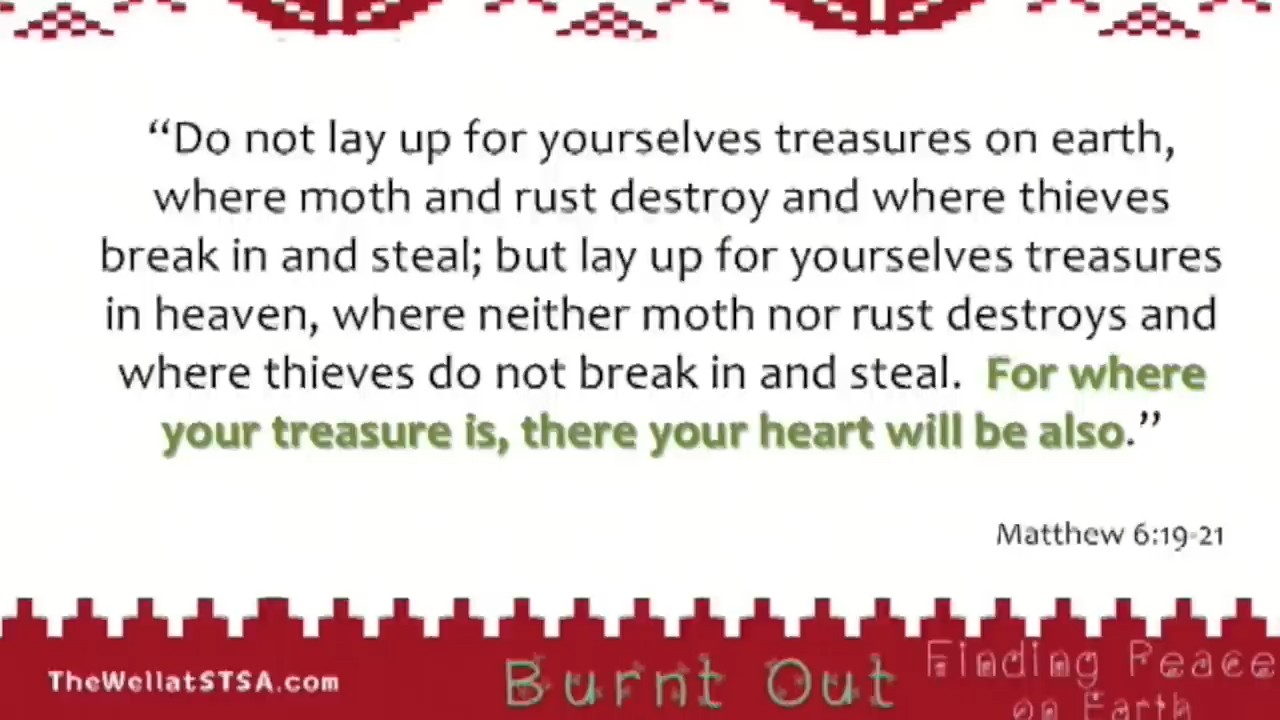 “Do not lay up for yourselves treasures on earth,
where moth and rust destroy and where thieves
break in and steal; but lay up for yourselves treasures
in heaven, where neither moth nor rust destroys and
where thieves do not break in and steal.  For where
your treasure is, there your heart will be also.”
Matthew 6:19-21
TheWellatSTSA.com
Burnt Out
Finding Peace
on Earth